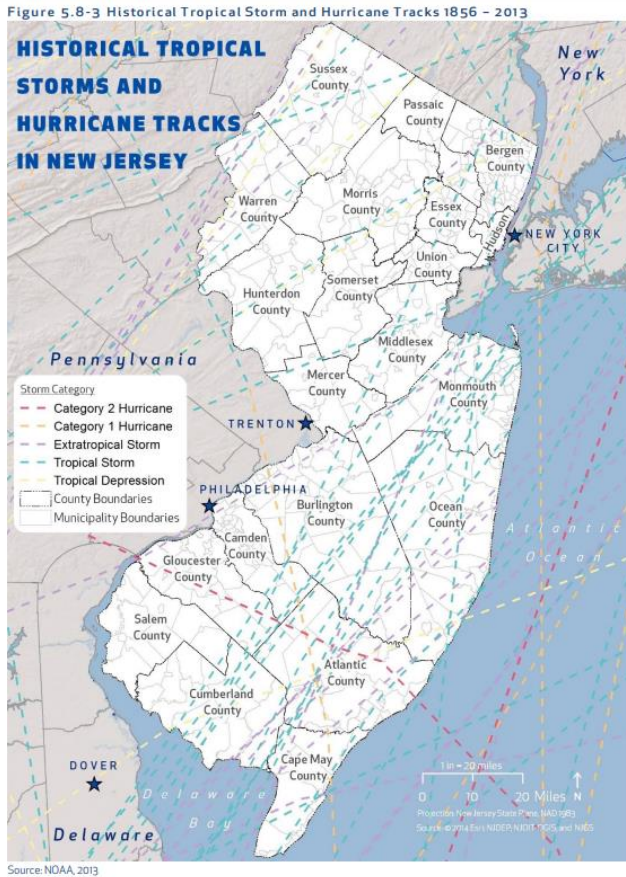 Figure 5.8-3 Historical Tropical Storm and Hurricane Tracks 1856 – 2013
HISTORICAL TROPICAL
STORMS AND
HURRICANE TRACKS
IN NEW JERSEY
New
York
Sussex
County
Passaic
County
Bergen
County
Morris
County
Essex
County
Warren
County
Hudson
NEW YORK
CITY
Union
County
Somerset
County
Hunterdon
County
Middlesex
County
Pennsylvania
Mercer
County
Monmouth
County
Storm Category
Category 2 Hurricane
Category 1 Hurricane
Extratropical Storm
Tropical Storm
Tropical Depression
County Boundaries
Municipality Boundaries
TRENTON
PHILADELPHIA
Burlington
County
Ocean
County
Atlantic
Ocean
Camden
County
Gloucester
County
Salem
County
Atlantic
County
Cumberland
County
Cape May
County
DOVER
Delaware
Bay
Delaware
1 in = 20 miles
0 10 20 Miles N
Projection: New Jersey State Plane, NAD 1983
Source: NOAA, 2013